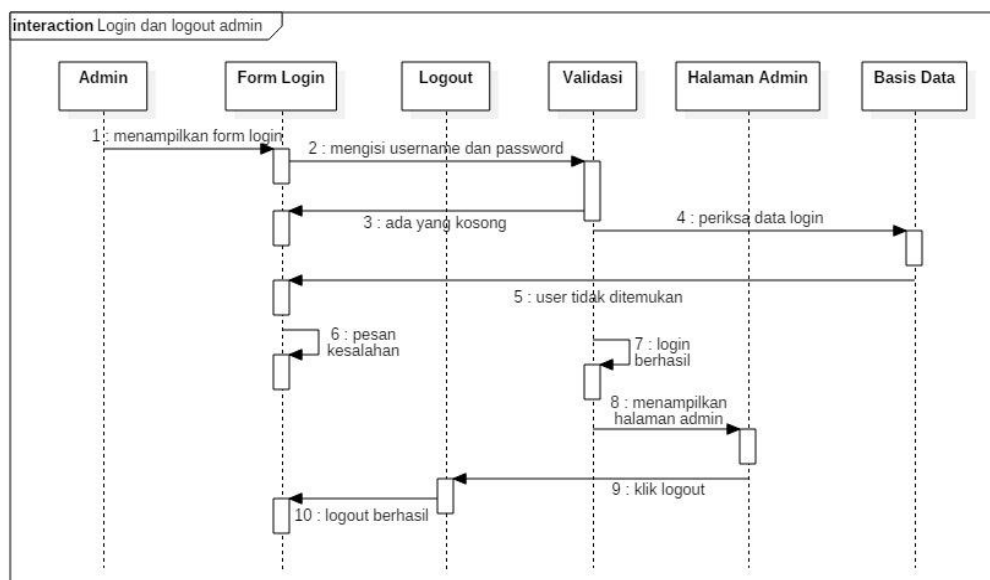 interaction Login dan logout admin
Admin
Form Login
Logout
Validasi
Halaman Admin
Basis Data
1 : menampilkan form login
2 : mengisi username dan password
3 : ada yang kosong
4 : periksa data login
5 : user tidak ditemukan
6 : pesan
kesalahan
7 : login
berhasil
8 : menampilkan
halaman admin
9 : klik logout
10 : logout berhasil